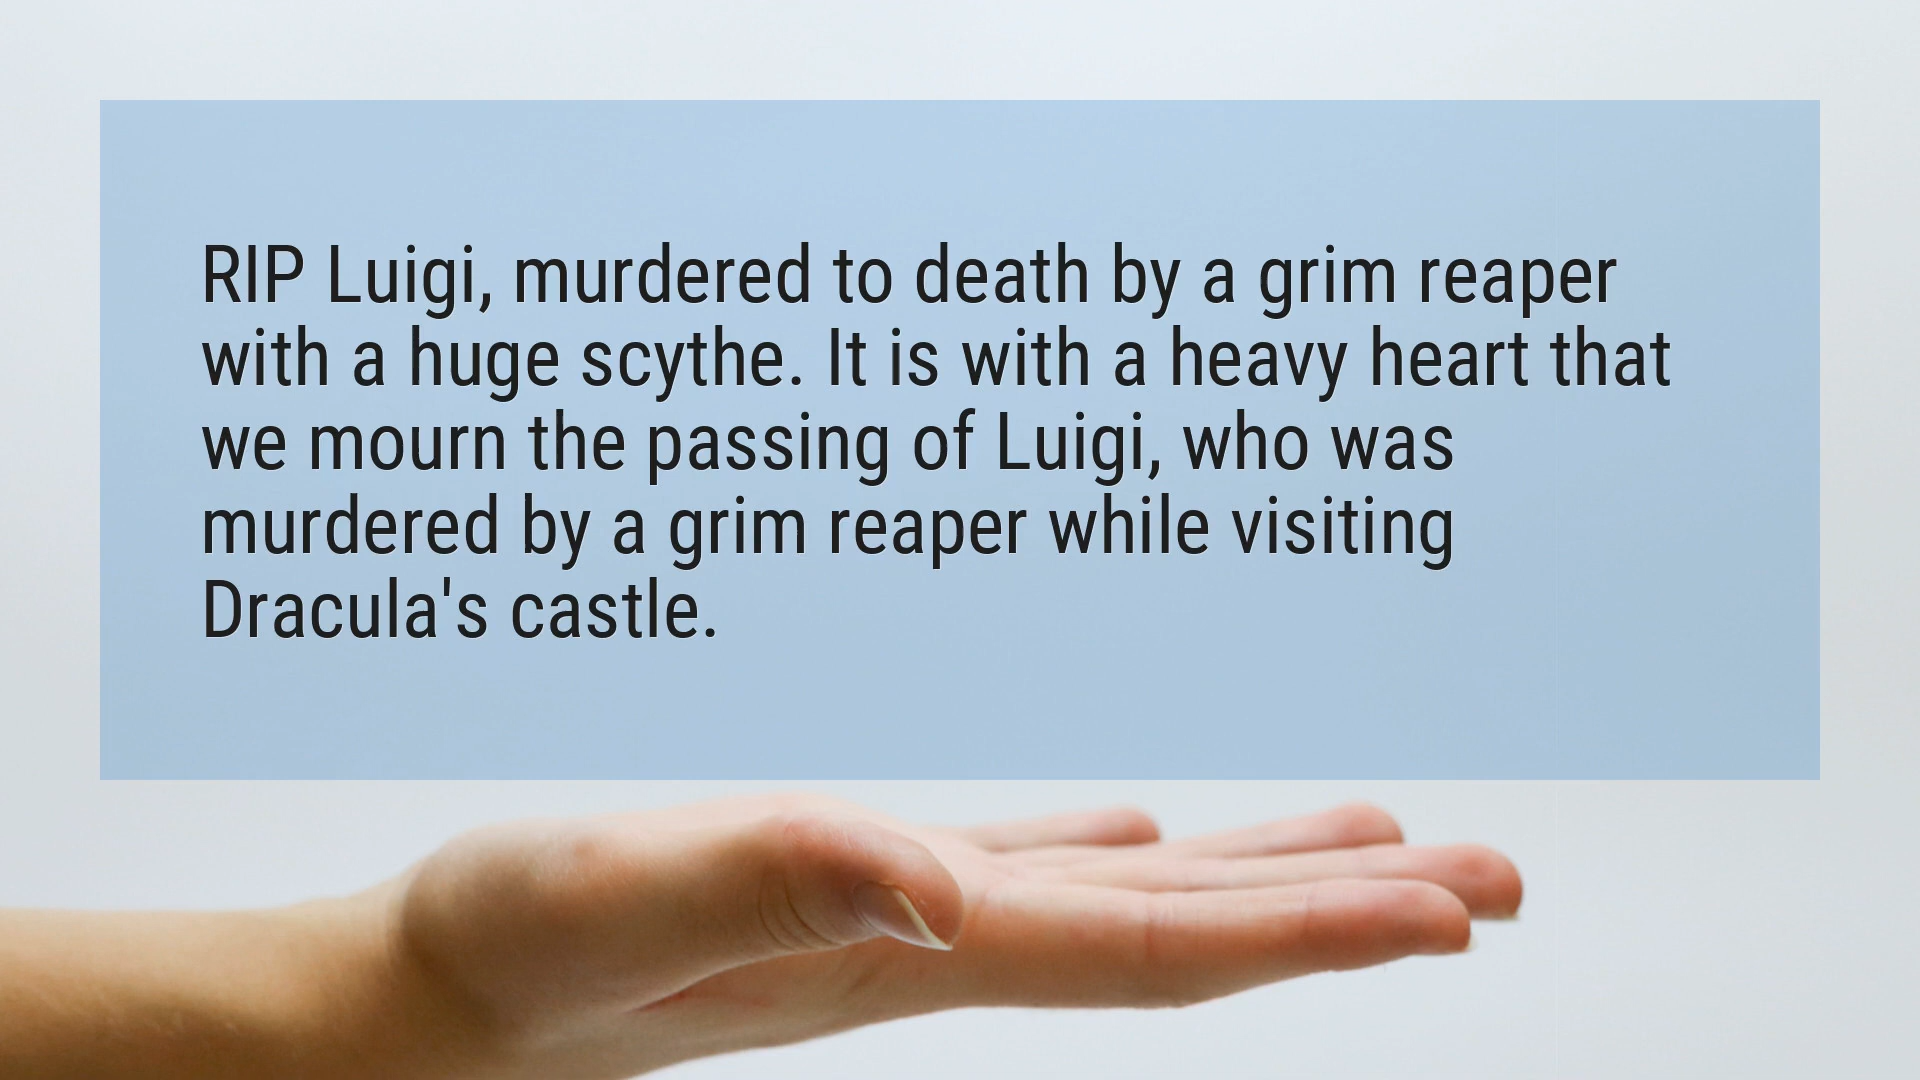 RIP Luigi, murdered to death by a grim reaper
with a huge scythe. It is with a heavy heart that
we mourn the passing of Luigi, who was
murdered by a grim reaper while visiting
Dracula's castle.